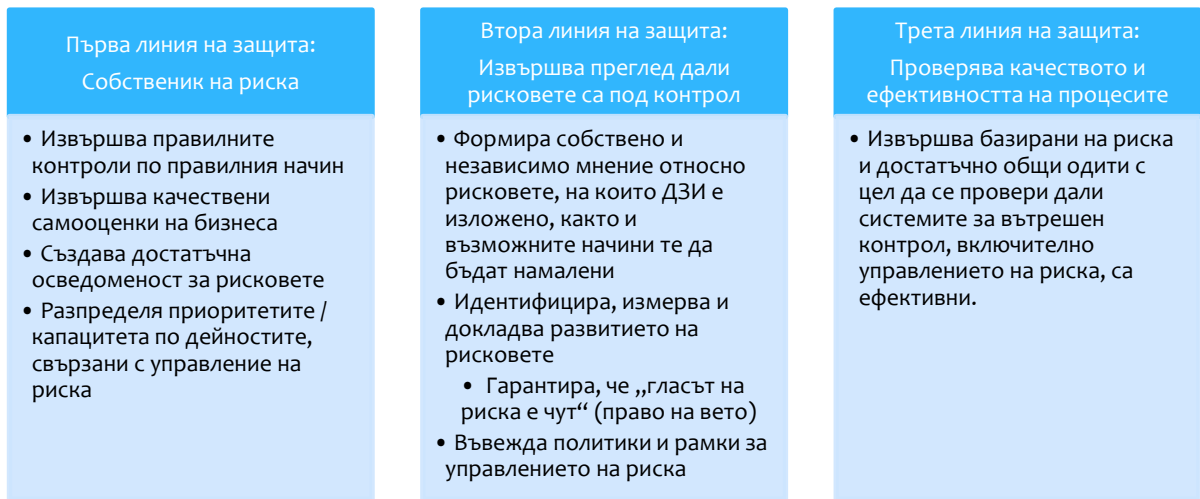 Първа линия на защита:
Собственик на риска
• Извършва правилните
контроли по правилния начин
• Извършва качествени
самооценки на бизнеса
• Създава достатъчна
осведоменост за рисковете
• Разпределя приоритетите /
капацитета по дейностите,
свързани с управление на
риска
Втора линия на защита:
Извършва преглед дали
рисковете са под контрол
• Формира собствено и
независимо мнение относно
рисковете, на които ДЗИ е
изложено, както и
възможните начини те да
бъдат намалени
• Идентифицира, измерва и
докладва развитието на
рисковете
• Гарантира, че „гласът на
риска е чут“ (право на вето)
• Въвежда политики и рамки за
управлението на риска
Трета линия на защита:
Проверява качеството и
ефективността на процесите
• Извършва базирани на риска
и достатъчно общи одити с
цел да се провери дали
системите за вътрешен
контрол, включително
управлението на риска, са
ефективни.